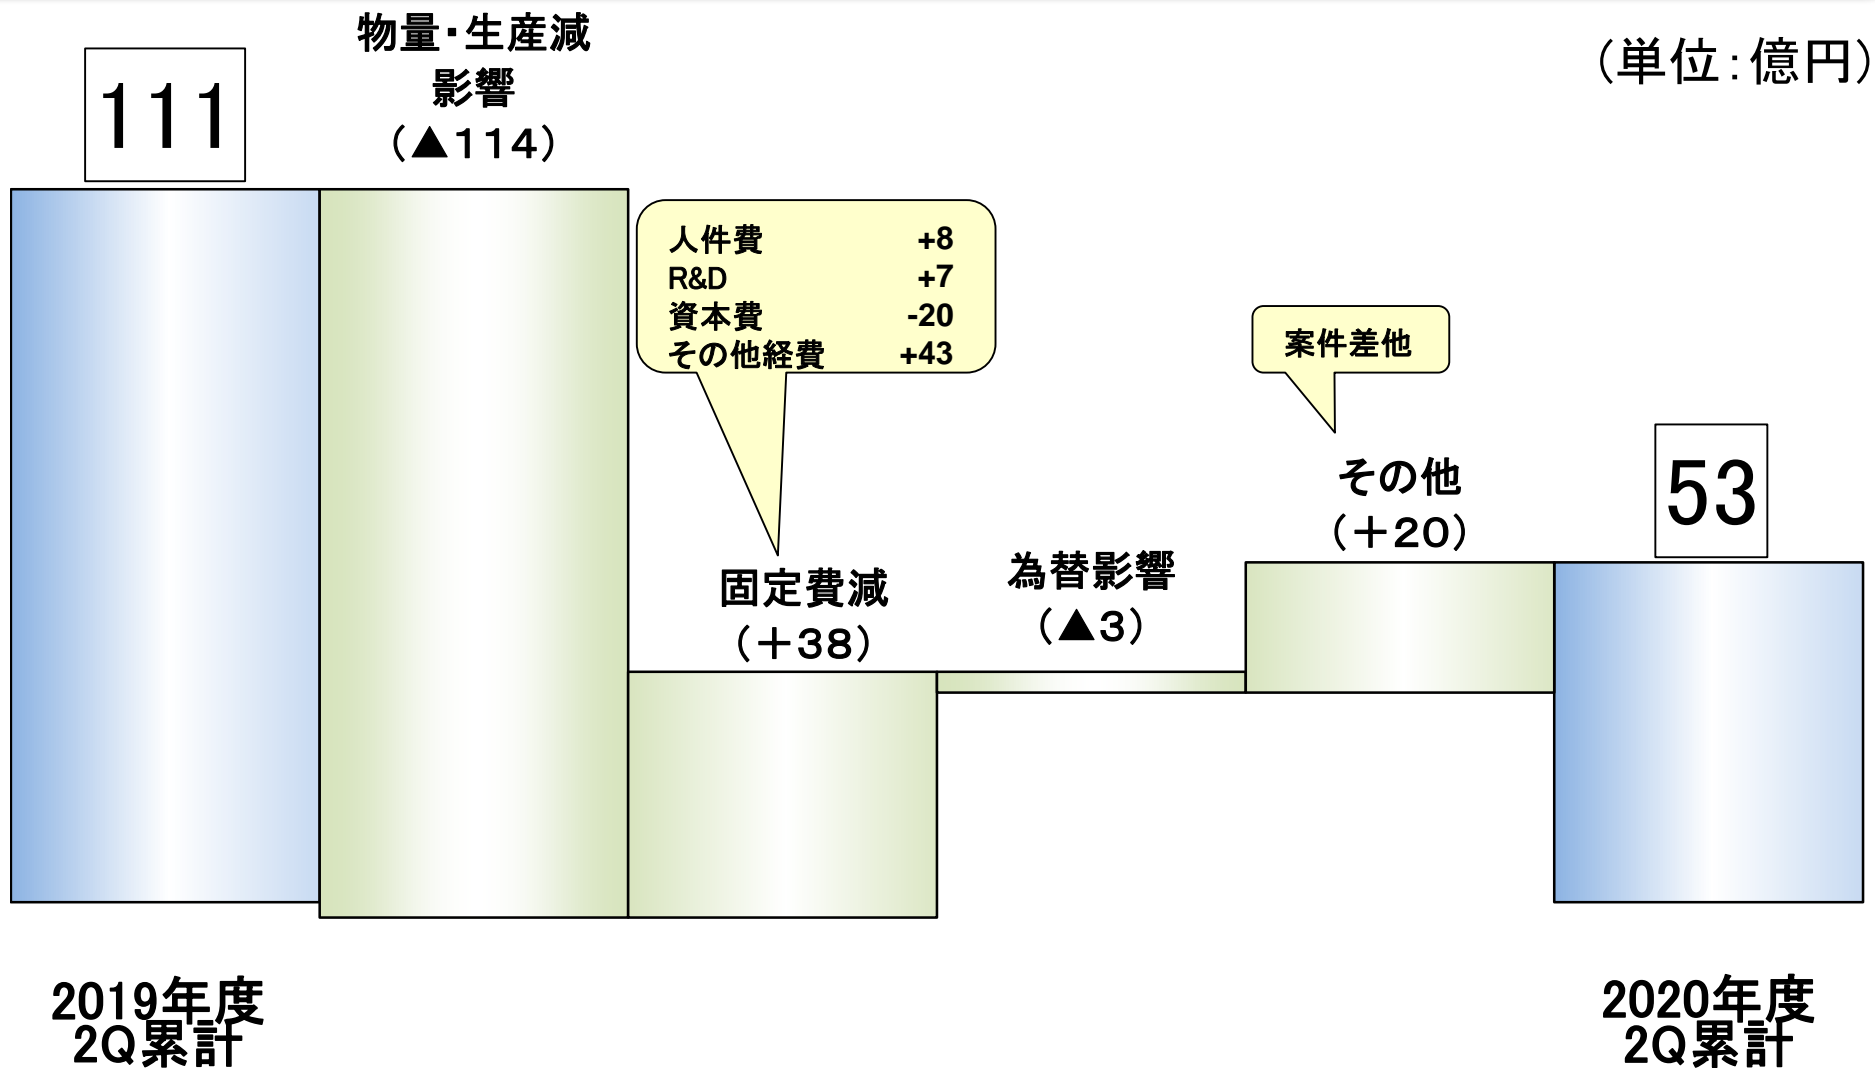 （単位：億円）
111
物量・生産減
影響
（▲１１４）
人件費 +8
R&D +7
資本費 -20
その他経費 +43
固定費減
（＋３８）
為替影響
（▲３）
案件差他
その他
（＋２０）
53
2019年度
2Q累計
2020年度
2Q累計